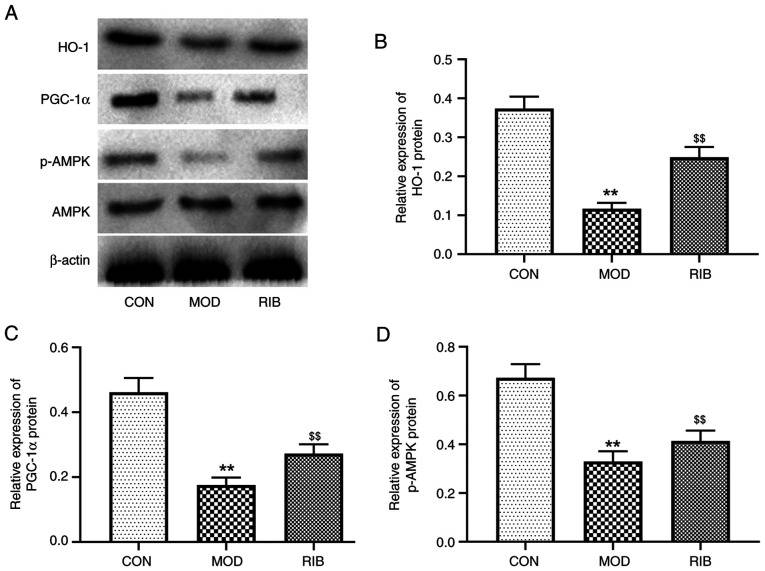 A
HO-1
PGC-1α
p-AMPK
AMPK
β-actin
CON MOD RIB
B
Relative expression of
HO-1 protein
0.5
0.4
0.3
0.2
0.1
0.0
**
$$
CON MOD RIB
C
Relative expression of
PGC-1α protein
0.6
0.4
0.2
0.0
**
$$
CON MOD RIB
D
Relative expression of
p-AMPK protein
0.8
0.6
0.4
0.2
0.0
**
$$
CON MOD RIB